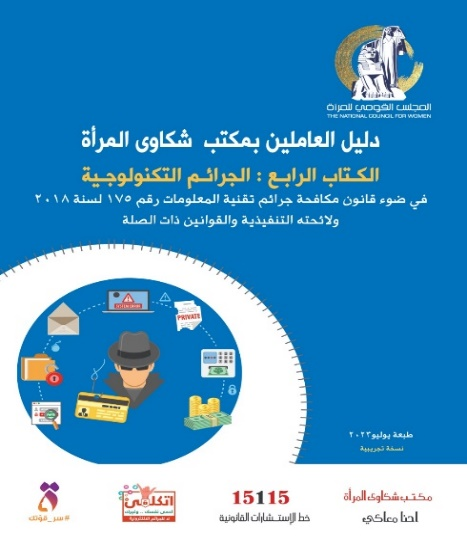 المجلس القومي للمرأة
THE NATIONAL COUNCIL FOR WOMEN
دليل العاملين بمكتب شكاوى المرأة
الكتاب الرابع : الجرائم التكنولوجية
في ضوء قانون مكافحة جرائم تقنية المعلومات رقم ١٧٥ لسنة ٢٠١٨
ولائحته التنفيذية والقوانين ذات الصلة
PRIVATE
طبعة يوليو٢٠٢٣
نسخة تجريبية
مكتب شكاوى المرأة
احنا معاكي
15115
خط الإستشارات القانونية
اتكلمي
#سر_قوتك